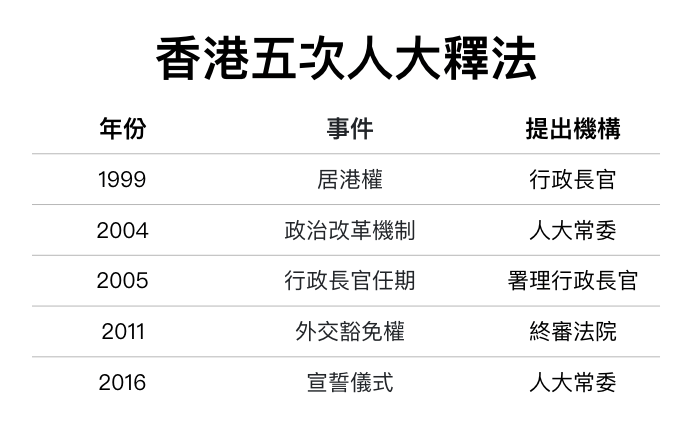 香港五次人大釋法
年份 事件 提出機構
1999 居港權 行政長官
2004 政治改革機制 人大常委
2005 行政長官任期 署理行政長官
2011 外交豁免權 終審法院
2016 宣誓儀式 人大常委